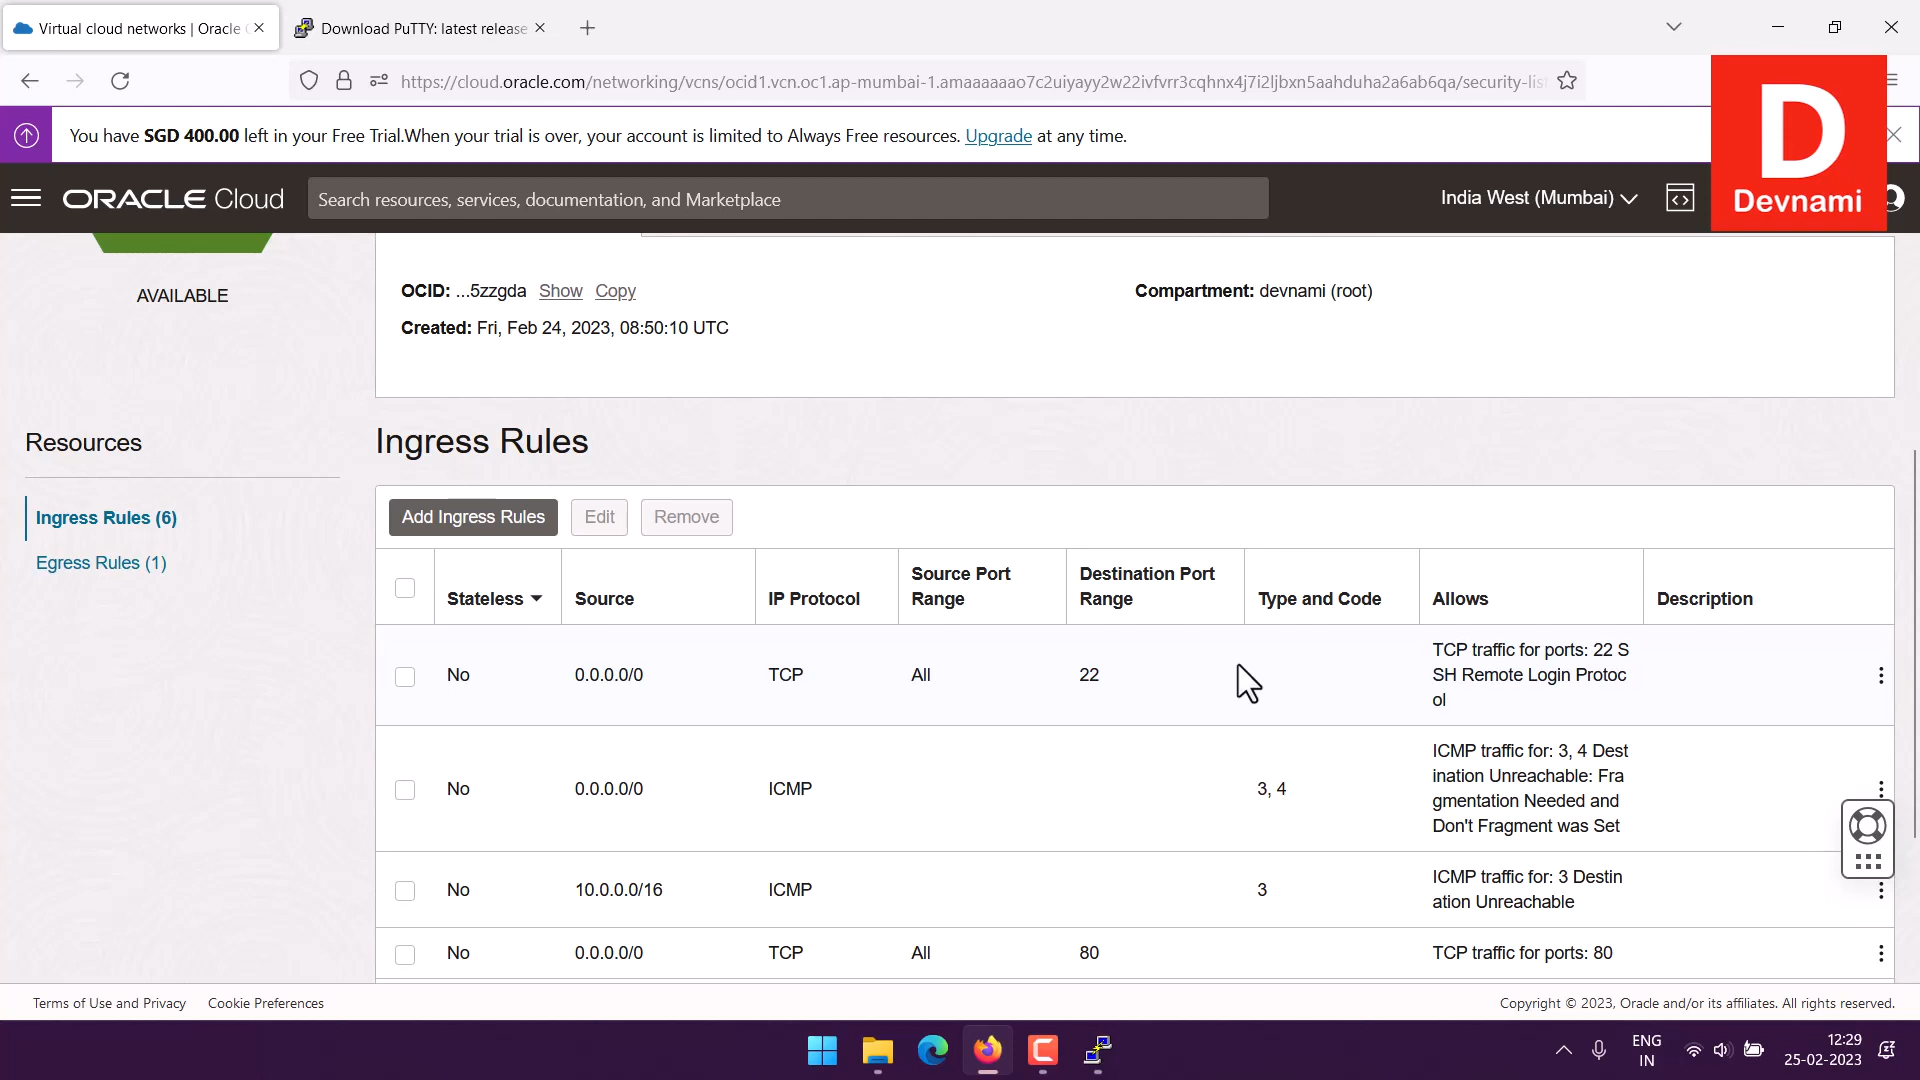 Virtual cloud networks | Oracle
Download PuTTY: latest release
https://cloud.oracle.com/networking/vcns/ocid1.vcn.oc1.ap-mumbai-1.amaaaaaao7c2uiyayy2w22ivfvrr3cqhnx4j7i2ljbxn5aahduha2a6ab6qa/security-lis
You have SGD 400.00 left in your Free Trial.When your trial is over, your account is limited to Always Free resources. Upgrade at any time.
ORACLE Cloud
Search resources, services, documentation, and Marketplace
India West (Mumbai)
D
Devnami
AVAILABLE
OCID: ...5zzgda Show Copy
Compartment: devnami (root)
Created: Fri, Feb 24, 2023, 08:50:10 UTC
Resources
Ingress Rules (6)
Egress Rules (1)
Ingress Rules
Add Ingress Rules Edit Remove
Stateless Source IP Protocol Source Port Range Destination Port Range Type and Code Allows Description
No 0.0.0.0/0 TCP All 22 TCP traffic for ports: 22 S
SH Remote Login Protoc
ol
No 0.0.0.0/0 ICMP 3, 4 ICMP traffic for: 3, 4 Dest
ination Unreachable: Fra
gmentation Needed and
Don't Fragment was Set
No 10.0.0.0/16 ICMP 3 ICMP traffic for: 3 Destin
ation Unreachable
No 0.0.0.0/0 TCP All 80 TCP traffic for ports: 80
Terms of Use and Privacy Cookie Preferences
Copyright © 2023, Oracle and/or its affiliates. All rights reserved.
ENG
IN
12:29
25-02-2023